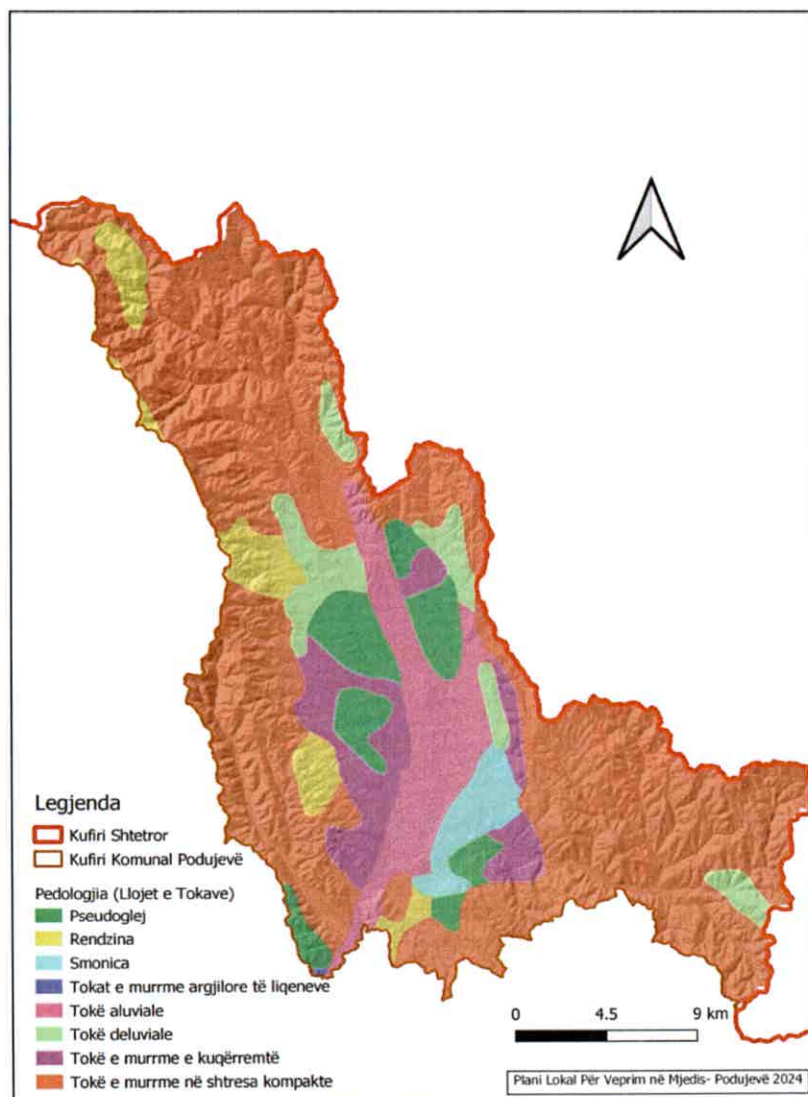 Legjenda
Kufiri Shtetror
Kufiri Komunal Podujevë
Pedologjia (Llojet e Tokave)
Pseudoglej
Rendzina
Smonica
Tokat e murrme argjilore të liqeneve
Tokë aluviale
Tokë deluviale
Tokë e murrme e kuqërremtë
Tokë e murrme në shtresa kompakte
0 4.5 9 km
Plani Lokal Për Veprim në Mjedis- Podujevë 2024